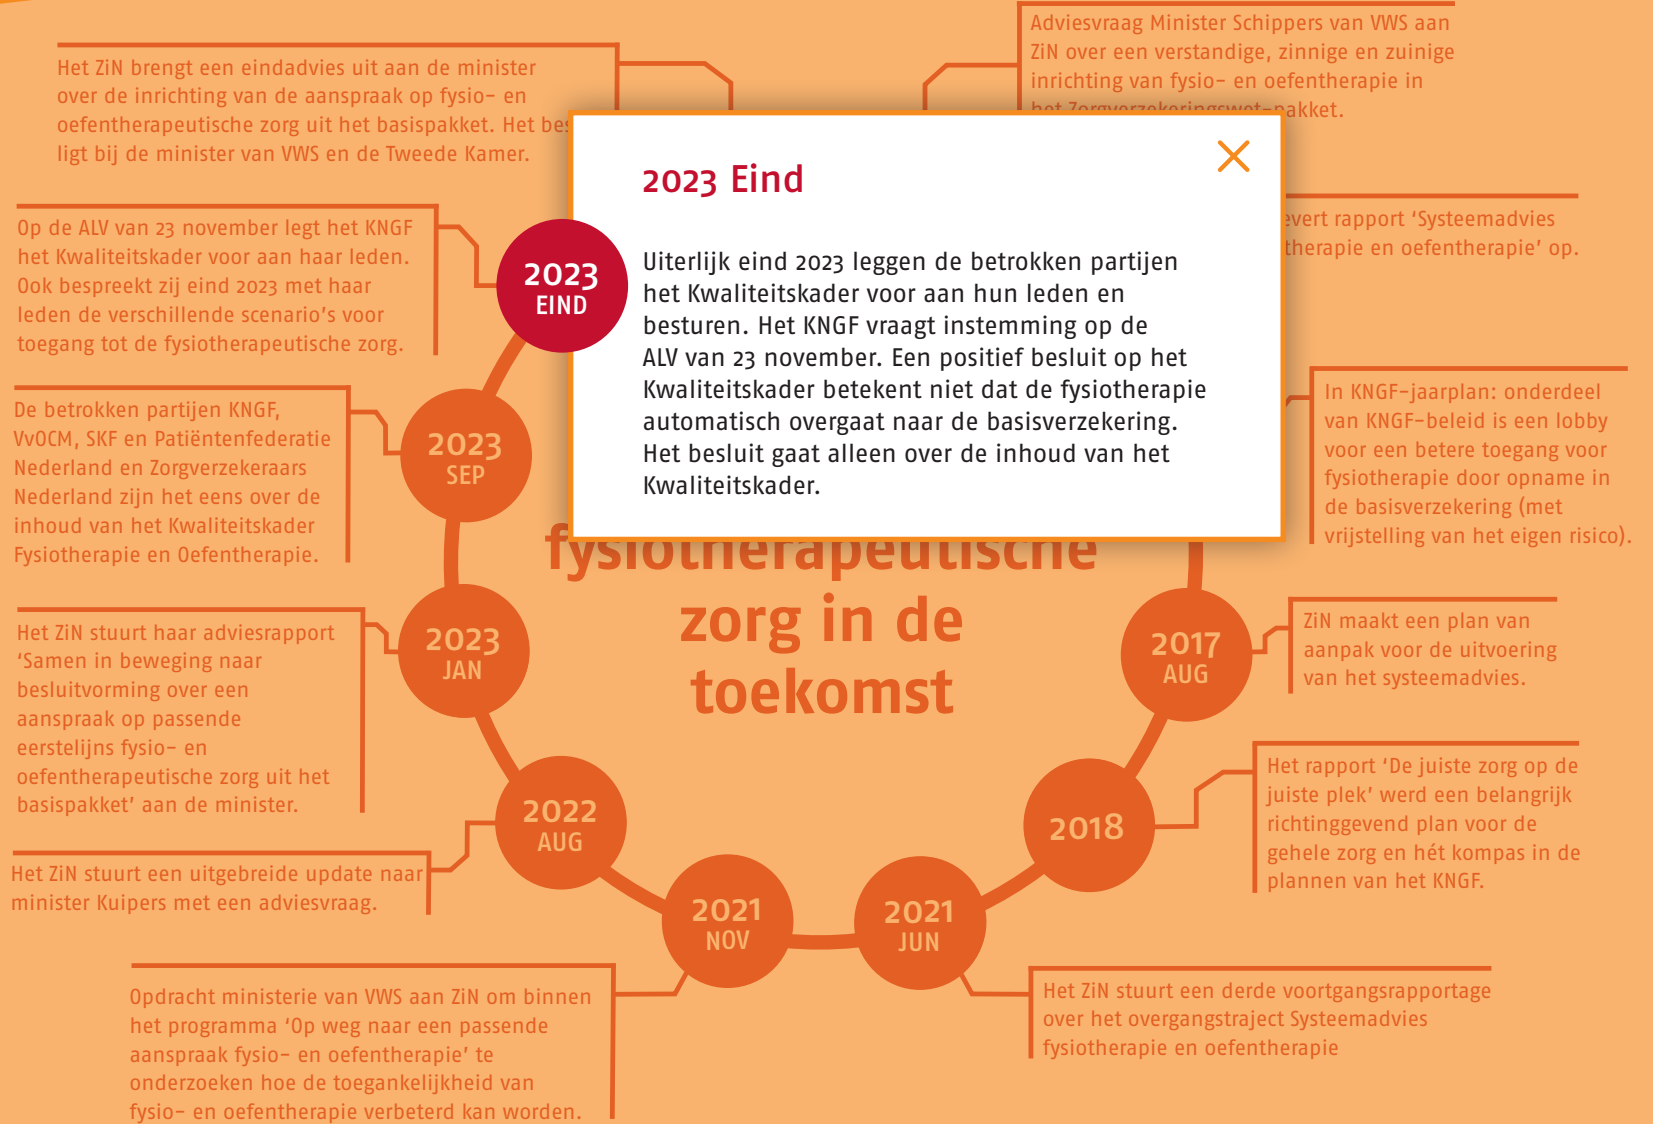 Het ZiN brengt een eindadvies uit aan de minister
over de inrichting van de aanspraak op fysio- en
oefentherapeutische zorg uit het basispakket. Het
ligt bij de minister van VWS en de Tweede Kamer.
Adviesvraag Minister Schippers van VWS aan
ZiN over een verstandige, zinnige en zuinige
inrichting van fysio- en oefentherapie in
het Zorgverzekeringswet-pakket.
2023 Eind
Uiterlijk eind 2023 leggen de betrokken partijen
het Kwaliteitskader voor aan hun leden en
besturen. Het KNGF vraagt instemming op de
ALV van 23 november. Een positief besluit op het
Kwaliteitskader betekent niet dat de fysiotherapie
automatisch overgaat naar de basisverzekering.
Het besluit gaat alleen over de inhoud van het
Kwaliteitskader.
rapport ‘Systeemadvies
en oefentherapie’ op.
Op de ALV van 23 november legt het KNGF
het Kwaliteitskader voor aan haar leden.
Ook bespreekt zij eind 2023 met haar
leden de verschillende scenario’s voor
toegang tot de fysiotherapeutische zorg.
2023
EIND
De betrokken partijen KNGF,
VvOCM, SKF en Patiëntenfederatie
Nederland en Zorgverzekeraars
Nederland zijn het eens over de
inhoud van het Kwaliteitskader
Fysiotherapie en Oefentherapie.
2023
SEP
In KNGF-jaarplan: onderdeel
van KNGF-beleid is een lobby
voor een betere toegang voor
fysiotherapie door opname in
de basisverzekering (met
vrijstelling van het eigen risico).
fysiotherapeutische
zorg in de
toekomst
Het ZiN stuurt haar adviesrapport
‘Samen in beweging naar
besluitvorming over een
aanspraak op passende
eerstelijns fysio- en
oefentherapeutische zorg uit het
basispakket’ aan de minister.
2023
JAN
2017
AUG
ZiN maakt een plan van
aanpak voor de uitvoering
van het systeemadvies.
2018
Het rapport ‘De juiste zorg op de
juiste plek’ werd een belangrijk
richtinggevend plan voor de
gehele zorg en hét kompas in de
plannen van het KNGF.
2022
AUG
Het ZiN stuurt een uitgebreide update naar
minister Kuipers met een adviesvraag.
2021
NOV
2021
JUN
Opdracht ministerie van VWS aan ZiN om binnen
het programma ‘Op weg naar een passende
aanspraak fysio- en oefentherapie’ te
onderzoeken hoe de toegankelijkheid van
fysio- en oefentherapie verbeterd kan worden.
Het ZiN stuurt een derde voortgangsrapportage
over het overgangstraject Systeemadvies
fysiotherapie en oefentherapie